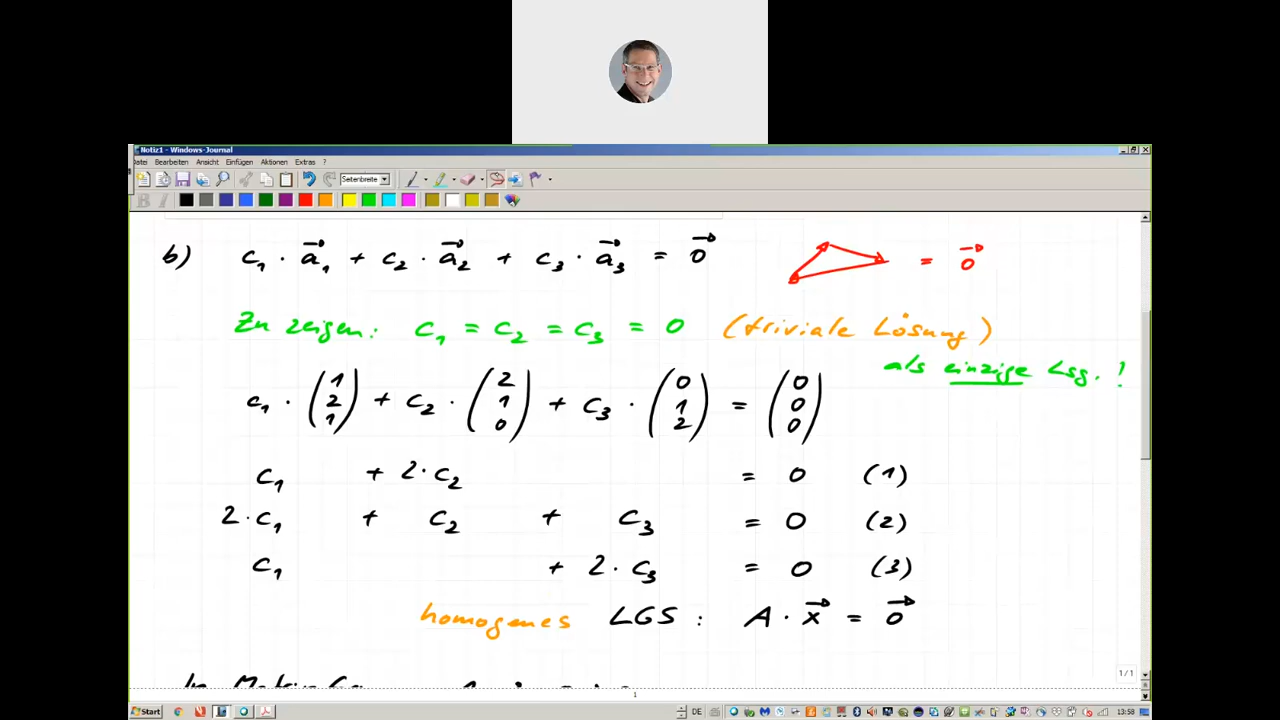 Notiz1 - Windows-Journal
Datei Bearbeiten Ansicht Einfügen Aktionen Extras ?
Seitenbreite
b) c₁ · a⃗₁ + c₂ · a⃗₂ + c₃ · a⃗₃ = 0⃗
= 0⃗
Zu zeigen: c₁ = c₂ = c₃ = 0 (triviale Lösung)
als einzige Lsg. !
c₁ · (1 2 1) + c₂ · (2 1 0) + c₃ · (0 1 2) = (0 0 0)
c₁ + 2·c₂ = 0 (1)
2·c₁ + c₂ + c₃ = 0 (2)
c₁ + 2·c₃ = 0 (3)
homogenes LGS : A · x⃗ = 0⃗
1/1
1
Start
DE
13:58